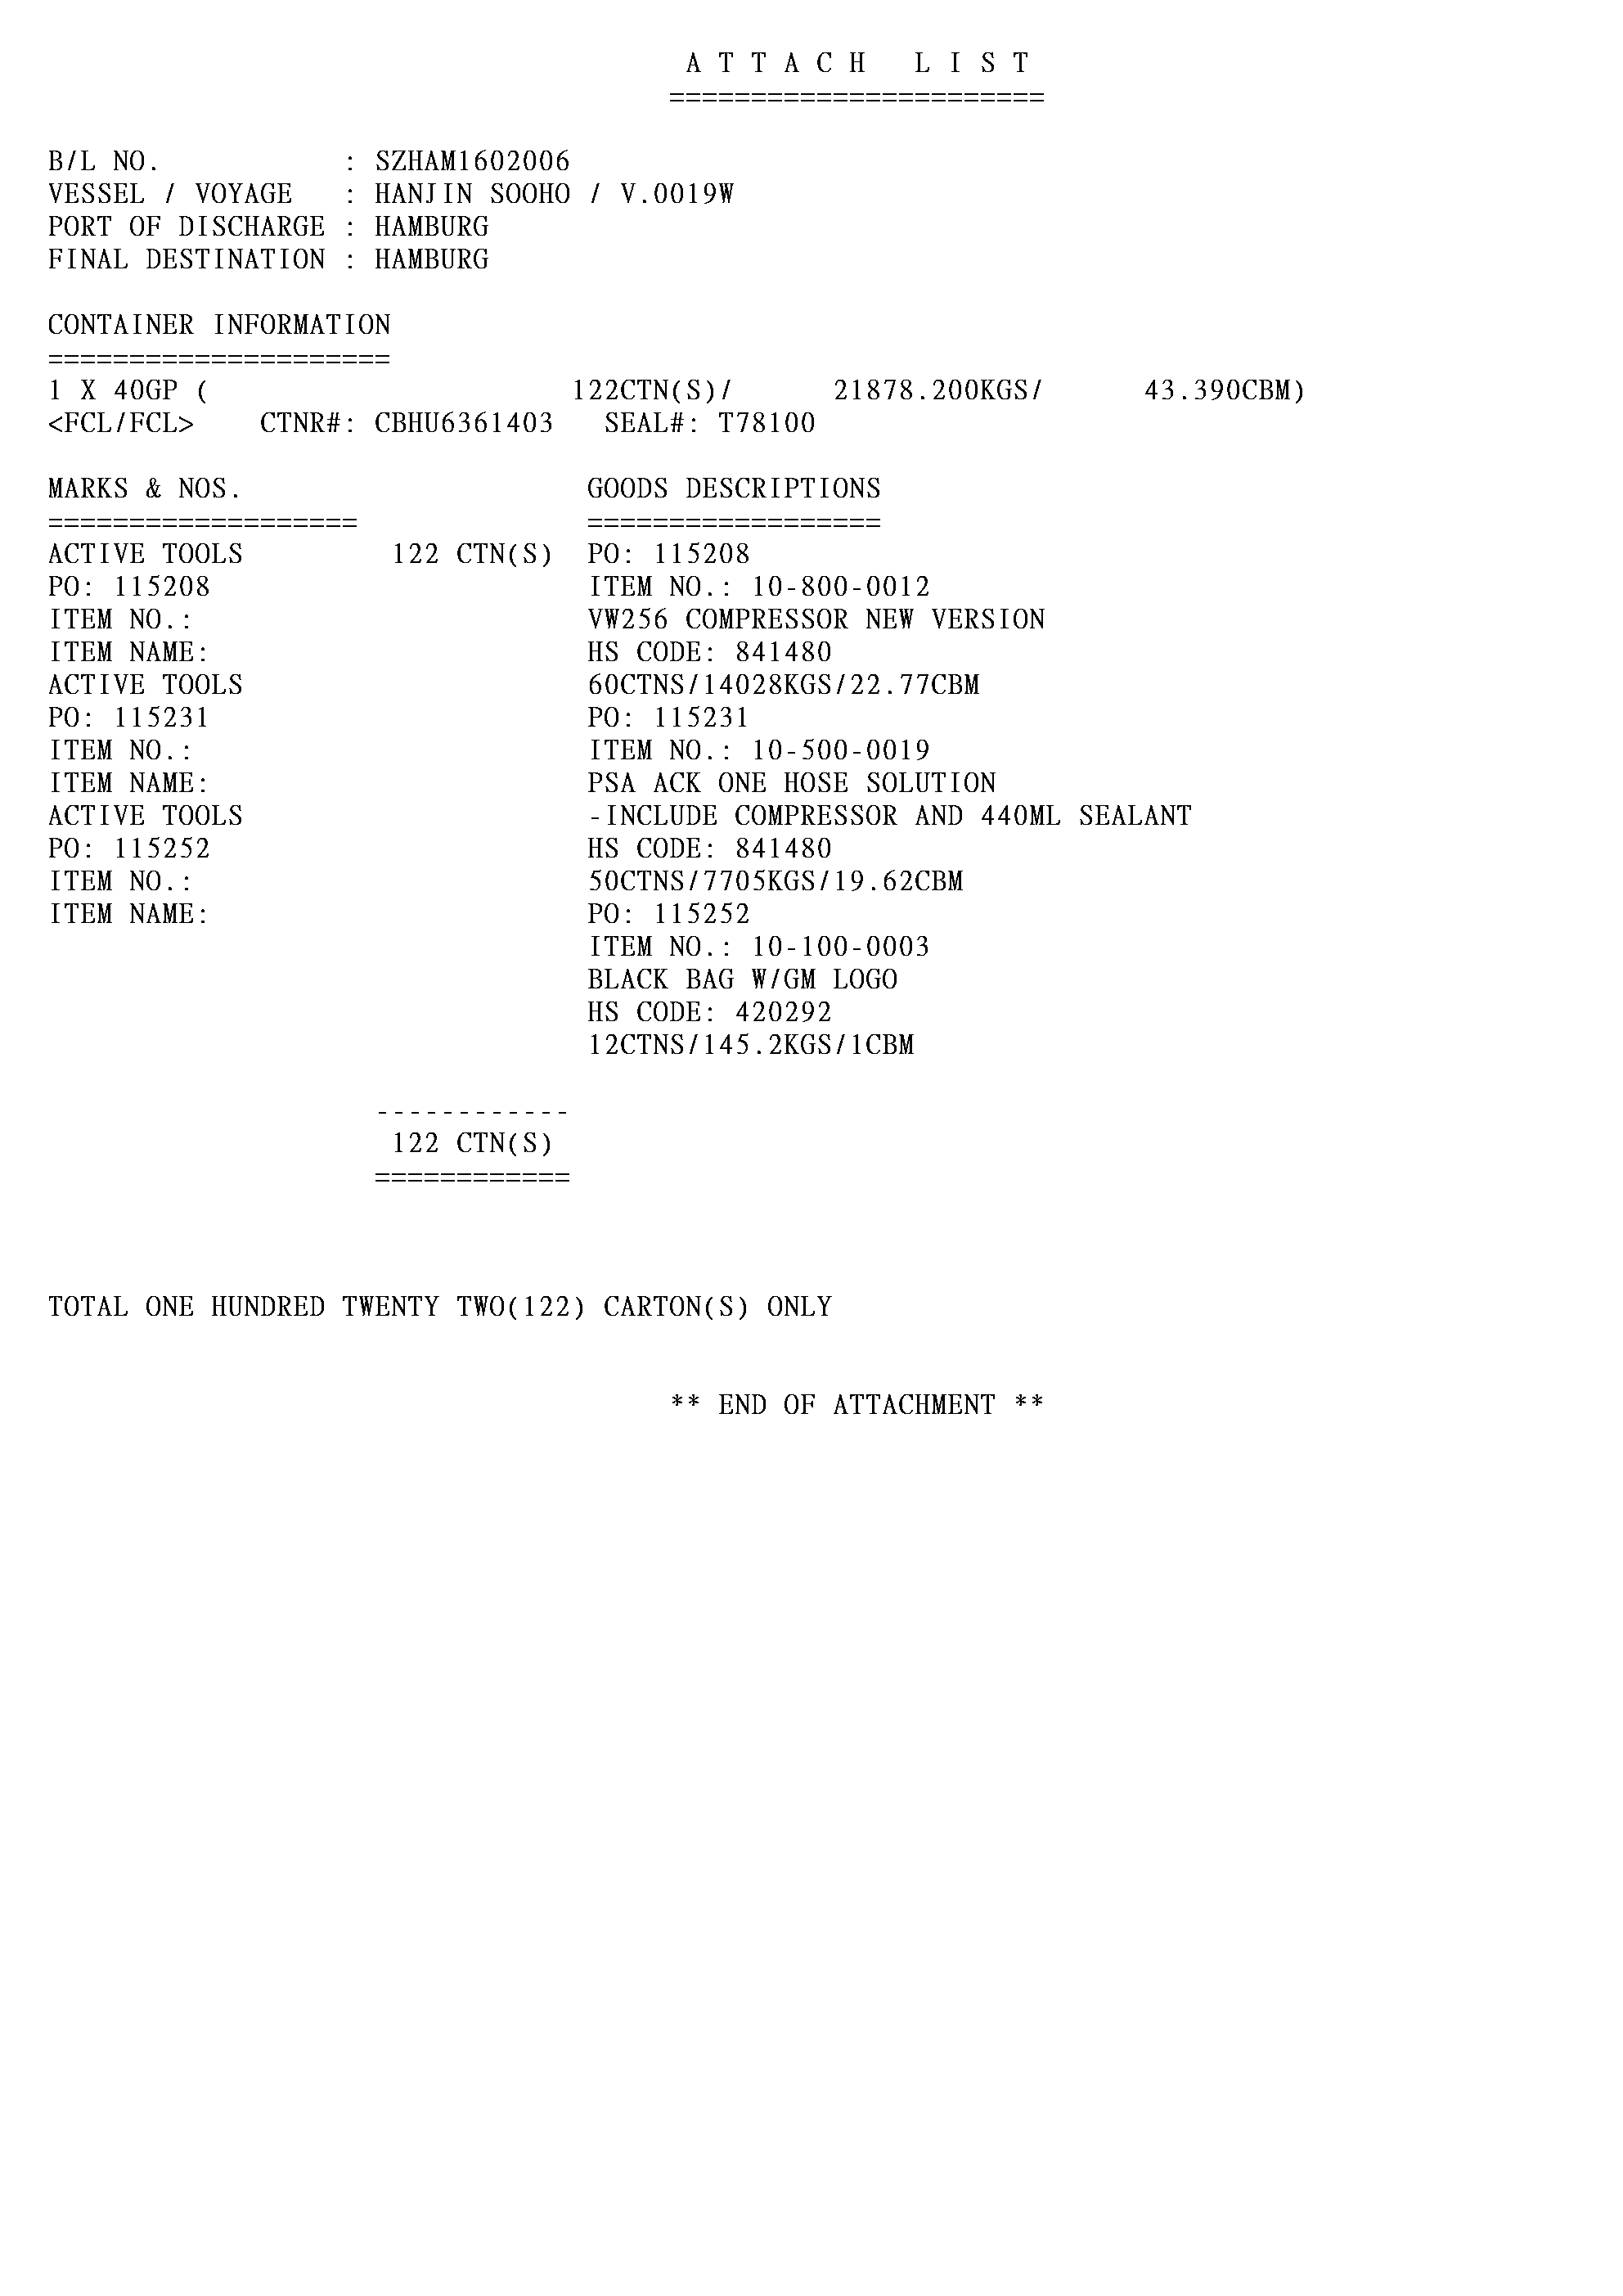 A T T A C H   L I S T
=======================
B/L NO. : SZHAM1602006
VESSEL / VOYAGE : HANJIN SOOHO / V.0019W
PORT OF DISCHARGE : HAMBURG
FINAL DESTINATION : HAMBURG
CONTAINER INFORMATION
=====================
1 X 40GP ( 122CTN(S)/ 21878.200KGS/ 43.390CBM)
<FCL/FCL> CTNR#: CBHU6361403 SEAL#: T78100
MARKS & NOS. GOODS DESCRIPTIONS
=================== ==================
ACTIVE TOOLS 122 CTN(S) PO: 115208
PO: 115208 ITEM NO.: 10-800-0012
ITEM NO.: VW256 COMPRESSOR NEW VERSION
ITEM NAME: HS CODE: 841480
ACTIVE TOOLS 60CTNS/14028KGS/22.77CBM
PO: 115231 PO: 115231
ITEM NO.: ITEM NO.: 10-500-0019
ITEM NAME: PSA ACK ONE HOSE SOLUTION
ACTIVE TOOLS -INCLUDE COMPRESSOR AND 440ML SEALANT
PO: 115252 HS CODE: 841480
ITEM NO.: 50CTNS/7705KGS/19.62CBM
ITEM NAME: PO: 115252
ITEM NO.: 10-100-0003
BLACK BAG W/GM LOGO
HS CODE: 420292
12CTNS/145.2KGS/1CBM
------------
122 CTN(S)
============
TOTAL ONE HUNDRED TWENTY TWO(122) CARTON(S) ONLY
** END OF ATTACHMENT **